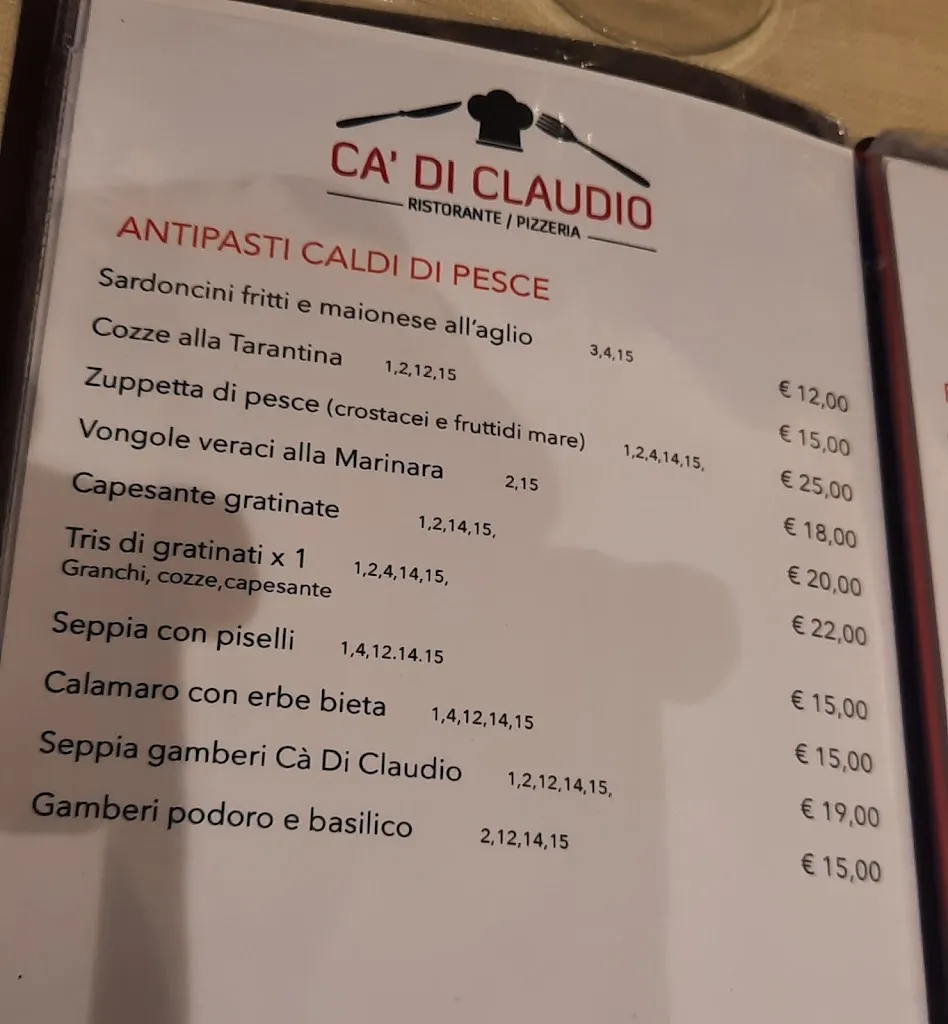 CA' DI CLAUDIO
RISTORANTE / PIZZERIA
ANTIPASTI CALDI DI PESCE
Sardoncini fritti e maionese all'aglio 3,4,15 € 12,00
Cozze alla Tarantina 1,2,12,15 € 15,00
Zuppetta di pesce (crostacei e fruttidi mare) 1,2,4,14,15, € 25,00
Vongole veraci alla Marinara 2,15 € 18,00
Capesante gratinate 1,2,14,15, € 20,00
Tris di gratinati x 1 1,2,4,14,15, € 22,00
Granchi, cozze,capesante
Seppia con piselli 1,4,12.14.15 € 15,00
Calamaro con erbe bieta 1,4,12,14,15 € 15,00
Seppia gamberi Cà Di Claudio 1,2,12,14,15, € 19,00
Gamberi podoro e basilico 2,12,14,15 € 15,00